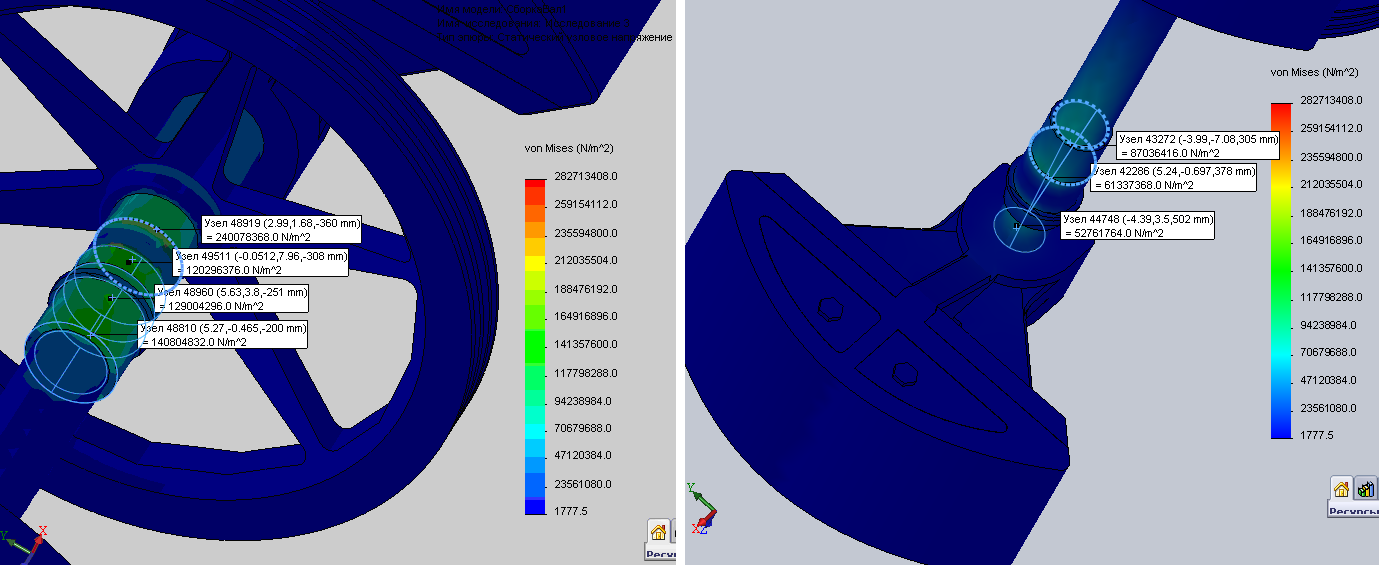 яжение
von Mises (N/m^2)
282713408.0
259154112.0
235594800.0
212035504.0
188476192.0
164916896.0
141357600.0
117798288.0
94238984.0
70679688.0
47120384.0
23561080.0
1777.5
Узел 48919 (2.99,1.68,-360 mm)
= 240078368.0 N/m^2
Узел 49511 (-0.0512,7.96,-308 mm)
= 120296376.0 N/m^2
Узел 48960 (5.63,3.8,-251 mm)
= 129004296.0 N/m^2
Узел 48810 (5.27,-0.465,-200 mm)
= 140804832.0 N/m^2
Y
X
Ресур
von Mises (N/m^2)
282713408.0
259154112.0
235594800.0
212035504.0
188476192.0
164916896.0
141357600.0
117798288.0
94238984.0
70679688.0
47120384.0
23561080.0
1777.5
Узел 43272 (-3.99,-7.08,305 mm)
= 87036416.0 N/m^2
Узел 42286 (5.24,-0.697,378 mm)
= 61337368.0 N/m^2
Узел 44748 (-4.39,3.5,502 mm)
= 52761764.0 N/m^2
Y
XZ
Ресурсы